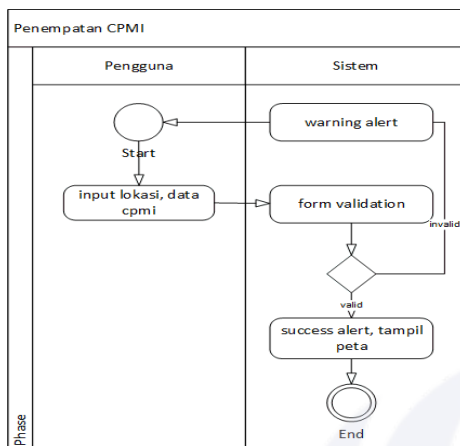 Penempatan CPMI
Pengguna
Sistem
warning alert
Start
input lokasi, data
cpmi
form validation
invalid
valid
success alert, tampil
peta
End
Phase